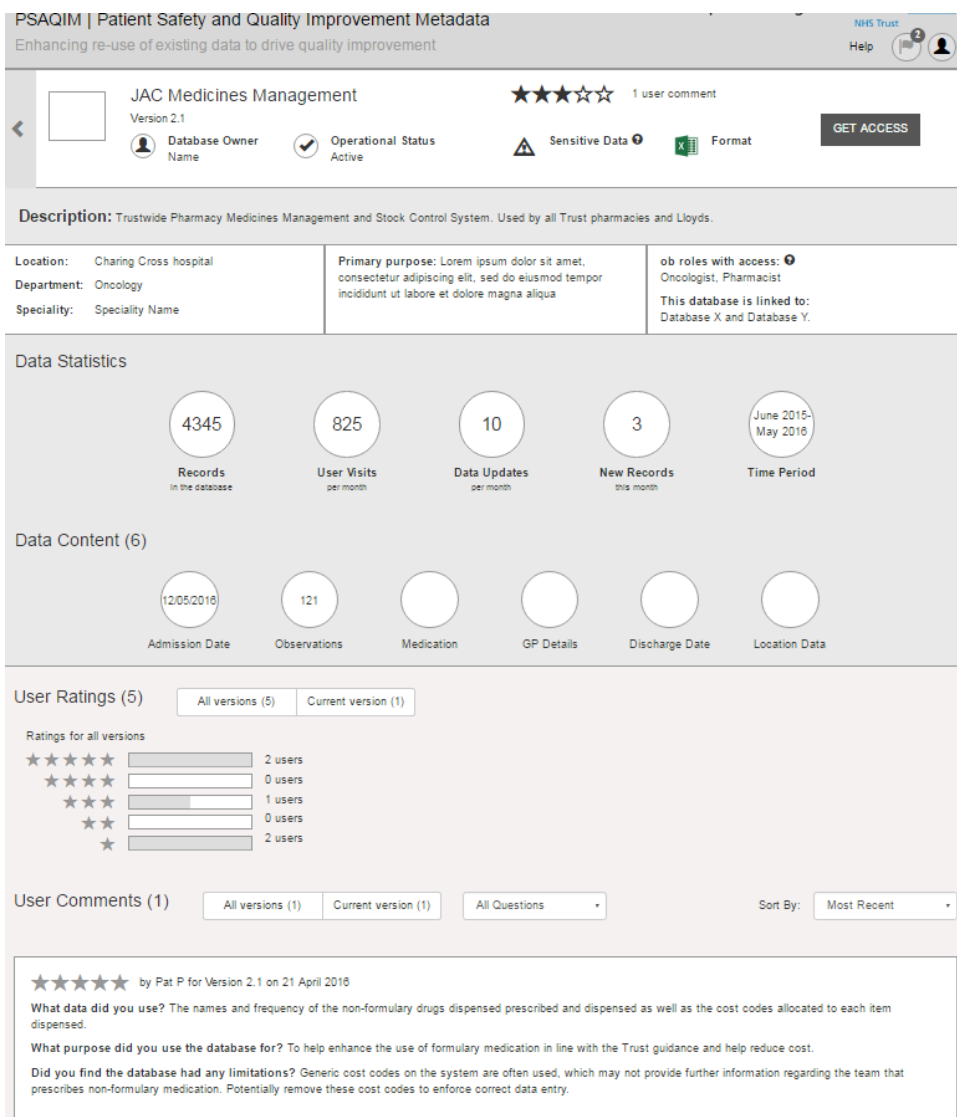 PSAQIM | Patient Safety and Quality Improvement Metadata
NHS Trust
Enhancing re-use of existing data to drive quality improvement
Help
2
JAC Medicines Management
1 user comment
Version 2.1
GET ACCESS
Database Owner
Name
Operational Status
Active
Sensitive Data ?
Format
Description: Trustwide Pharmacy Medicines Management and Stock Control System. Used by all Trust pharmacies and Lloyds.
Location: Charing Cross hospital
Department: Oncology
Speciality: Speciality Name
Primary purpose: Lorem ipsum dolor sit amet,
consectetur adipiscing elit, sed do eiusmod tempor
incididunt ut labore et dolore magna aliqua
ob roles with access: ?
Oncologist, Pharmacist
This database is linked to:
Database X and Database Y.
Data Statistics
4345
825
10
3
June 2015-
May 2016
Records
User Visits
Data Updates
New Records
Time Period
In the database
per month
per month
this month
Data Content (6)
12/05/2016
121
Admission Date
Observations
Medication
GP Details
Discharge Date
Location Data
User Ratings (5)
All versions (5)
Current version (1)
Ratings for all versions
2 users
0 users
1 users
0 users
2 users
User Comments (1)
All versions (1)
Current version (1)
All Questions
Sort By:
Most Recent
by Pat P for Version 2.1 on 21 April 2016
What data did you use? The names and frequency of the non-formulary drugs dispensed prescribed and dispensed as well as the cost codes allocated to each item
dispensed.
What purpose did you use the database for? To help enhance the use of formulary medication in line with the Trust guidance and help reduce cost.
Did you find the database had any limitations? Generic cost codes on the system are often used, which may not provide further information regarding the team that
prescribes non-formulary medication. Potentially remove these cost codes to enforce correct data entry.